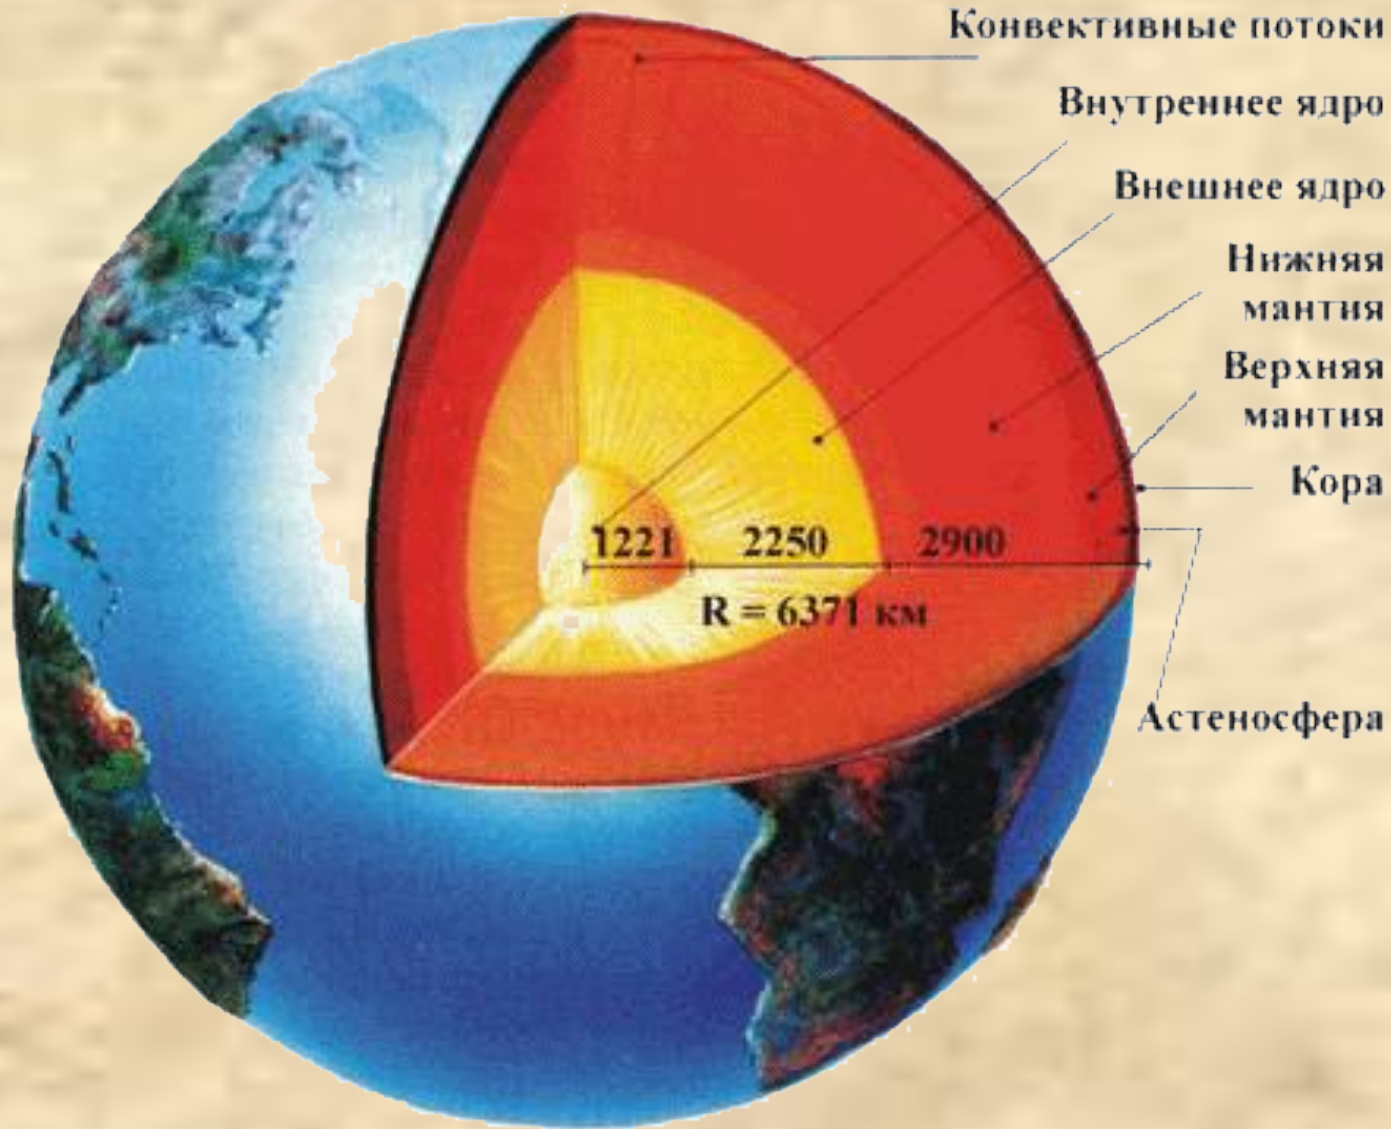 Конвективные потоки
Внутреннее ядро
Внешнее ядро
Нижняя
мантия
Верхняя
мантия
Кора
1221 2250 2900
R = 6371 км
Астеносфера